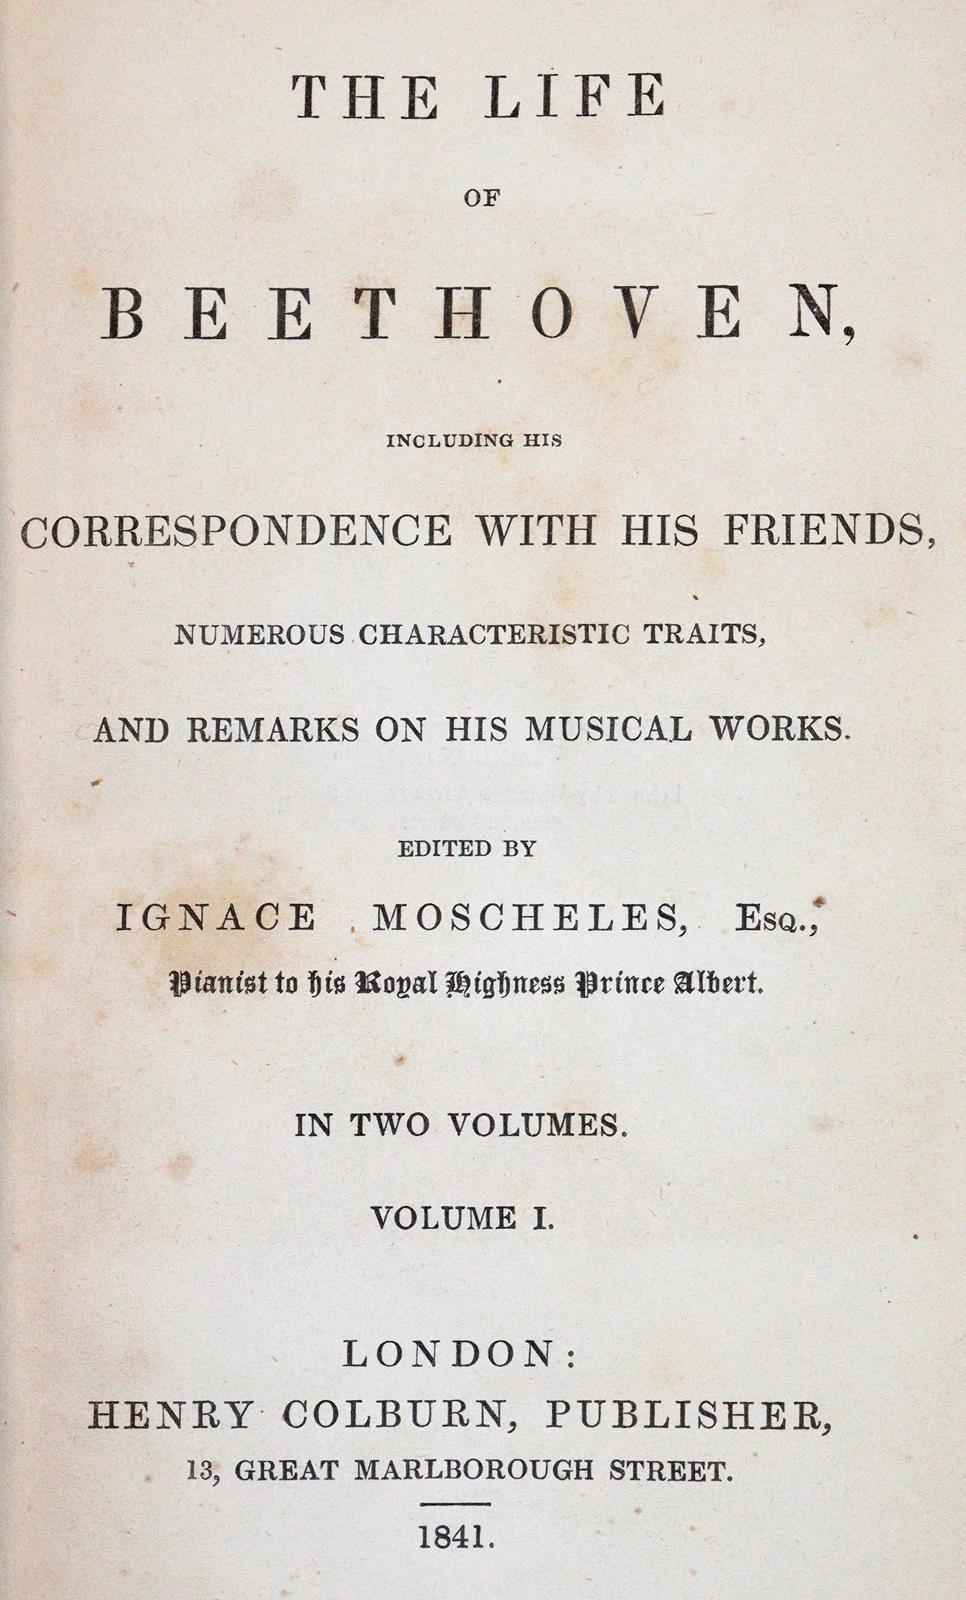 THE LIFE
OF
BEETHOVEN,
INCLUDING HIS
CORRESPONDENCE WITH HIS FRIENDS,
NUMEROUS CHARACTERISTIC TRAITS,
AND REMARKS ON HIS MUSICAL WORKS.
EDITED BY
IGNACE MOSCHELES, Esq.,
Pianist to his Royal Highness Prince Albert.
IN TWO VOLUMES.
VOLUME I.
LONDON:
HENRY COLBURN, PUBLISHER,
13, GREAT MARLBOROUGH STREET.
1841.